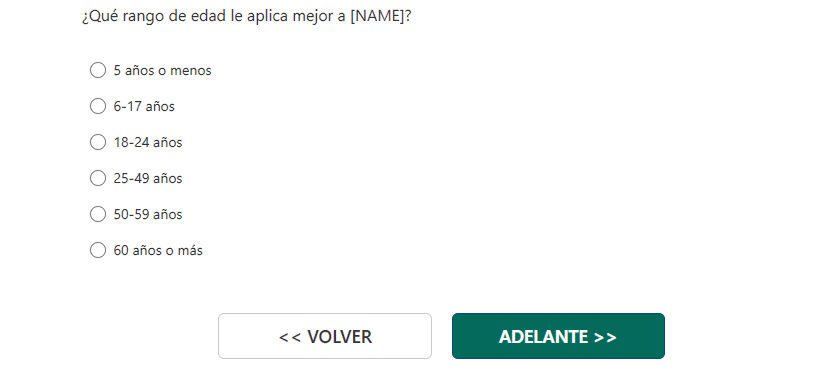 ¿Qué rango de edad le aplica mejor a [NAME]?
5 años o menos
6-17 años
18-24 años
25-49 años
50-59 años
60 años o más
<< VOLVER
ADELANTE >>